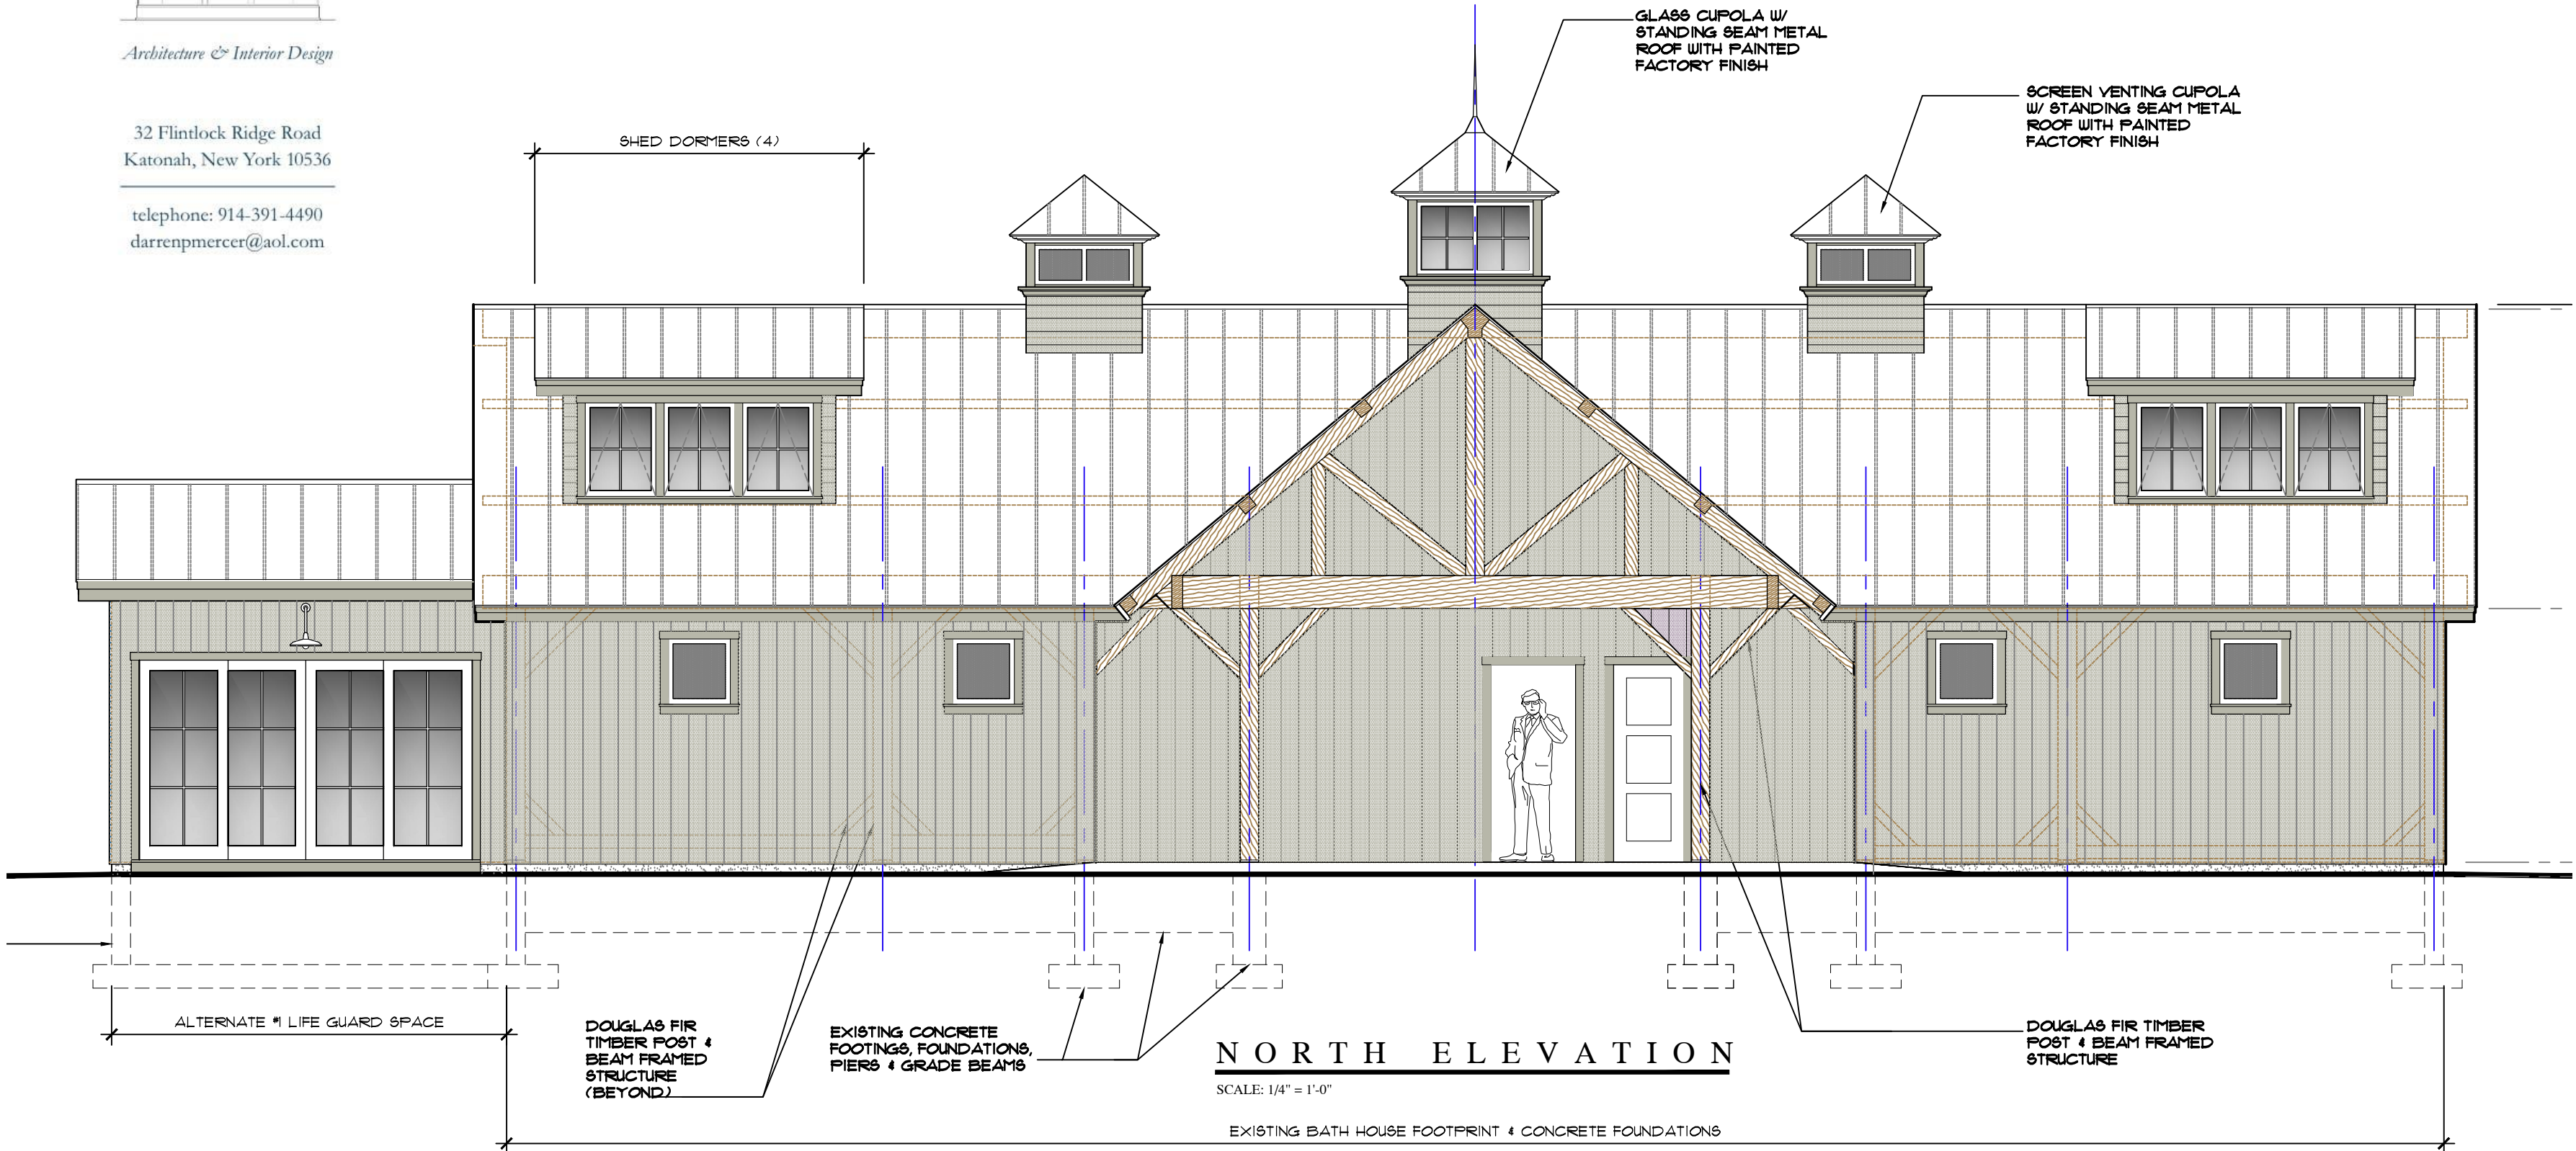 Architecture & Interior Design
32 Flintlock Ridge Road
Katonah, New York 10536
telephone: 914-391-4490
darrenpmercer@aol.com
SHED DORMERS (4)
GLASS CUPOLA W/
STANDING SEAM METAL
ROOF WITH PAINTED
FACTORY FINISH
SCREEN VENTING CUPOLA
W/ STANDING SEAM METAL
ROOF WITH PAINTED
FACTORY FINISH
ALTERNATE #1 LIFE GUARD SPACE
DOUGLAS FIR
TIMBER POST &
BEAM FRAMED
STRUCTURE
(BEYOND)
EXISTING CONCRETE
FOOTINGS, FOUNDATIONS,
PIERS & GRADE BEAMS
NORTH ELEVATION
SCALE: 1/4" = 1'-0"
DOUGLAS FIR TIMBER
POST & BEAM FRAMED
STRUCTURE
EXISTING BATH HOUSE FOOTPRINT & CONCRETE FOUNDATIONS